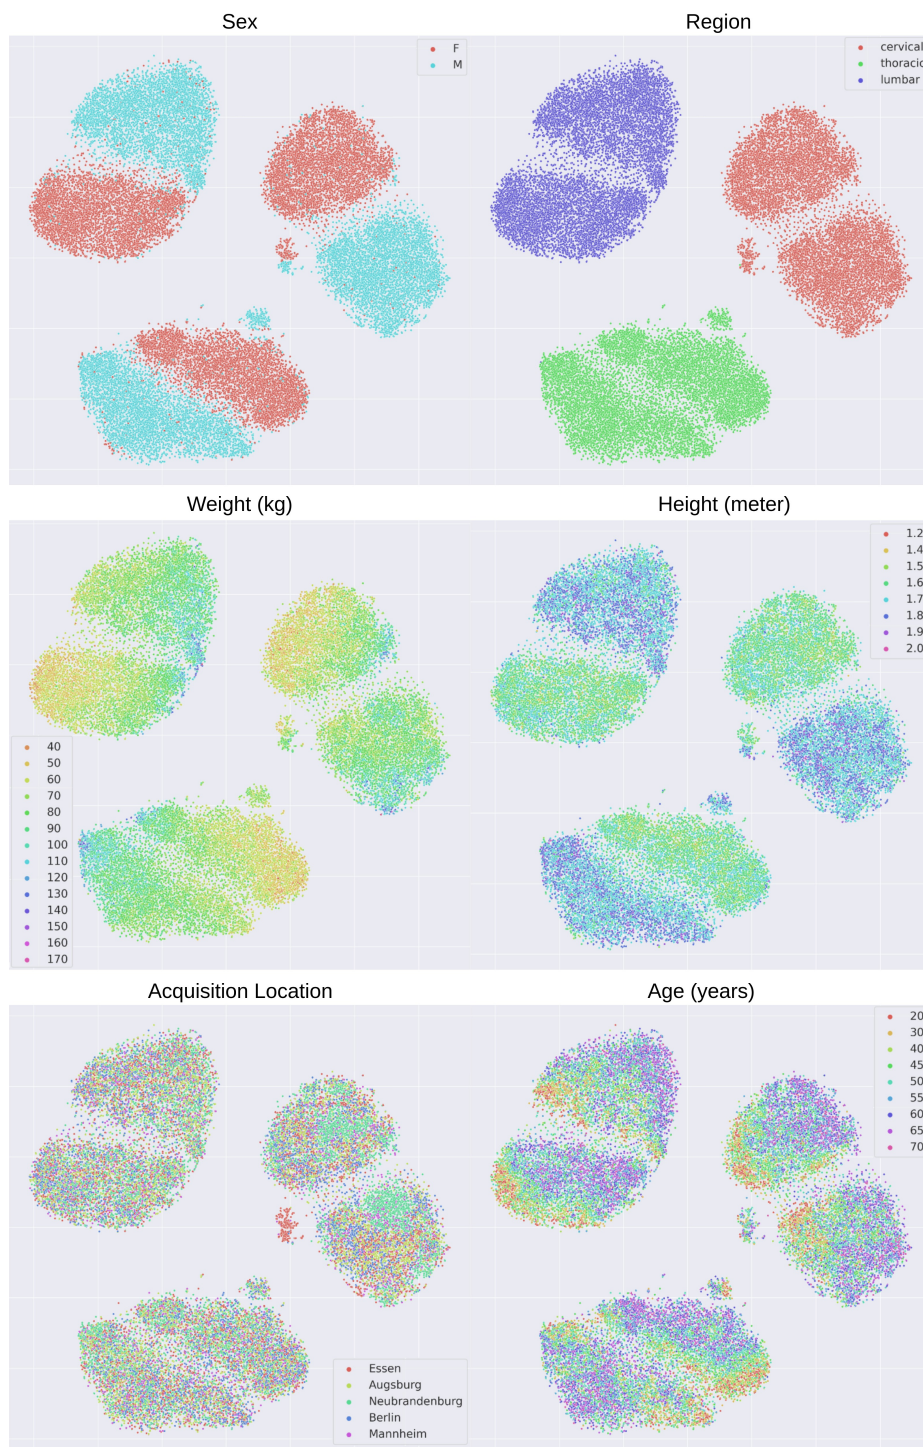 Sex
F
M
Region
cervical
thoracic
lumbar
Weight (kg)
40
50
60
70
80
90
100
110
120
130
140
150
160
170
Height (meter)
1.2
1.4
1.5
1.6
1.7
1.8
1.9
2.0
Acquisition Location
Essen
Augsburg
Neubrandenburg
Berlin
Mannheim
Age (years)
20
30
40
45
50
55
60
65
70